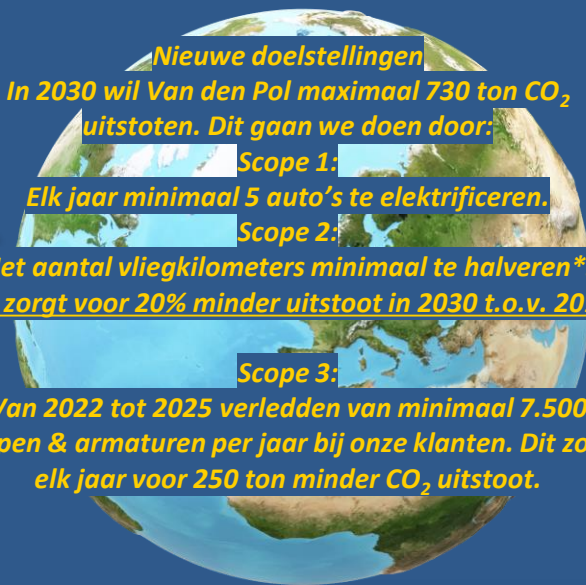 Nieuwe doelstellingen
In 2030 wil Van den Pol maximaal 730 ton CO₂
uitstoten. Dit gaan we doen door:
Scope 1:
Elk jaar minimaal 5 auto's te elektrificeren.
Scope 2:
aantal vliegkilometers minimaal te halveren*
zorgt voor 20% minder uitstoot in 2030 t.o.v.
Scope 3:
Van 2022 tot 2025 verledden van minimaal 7.500
& armaturen per jaar bij onze klanten. Dit
elk jaar voor 250 ton minder CO₂ uitstoot.